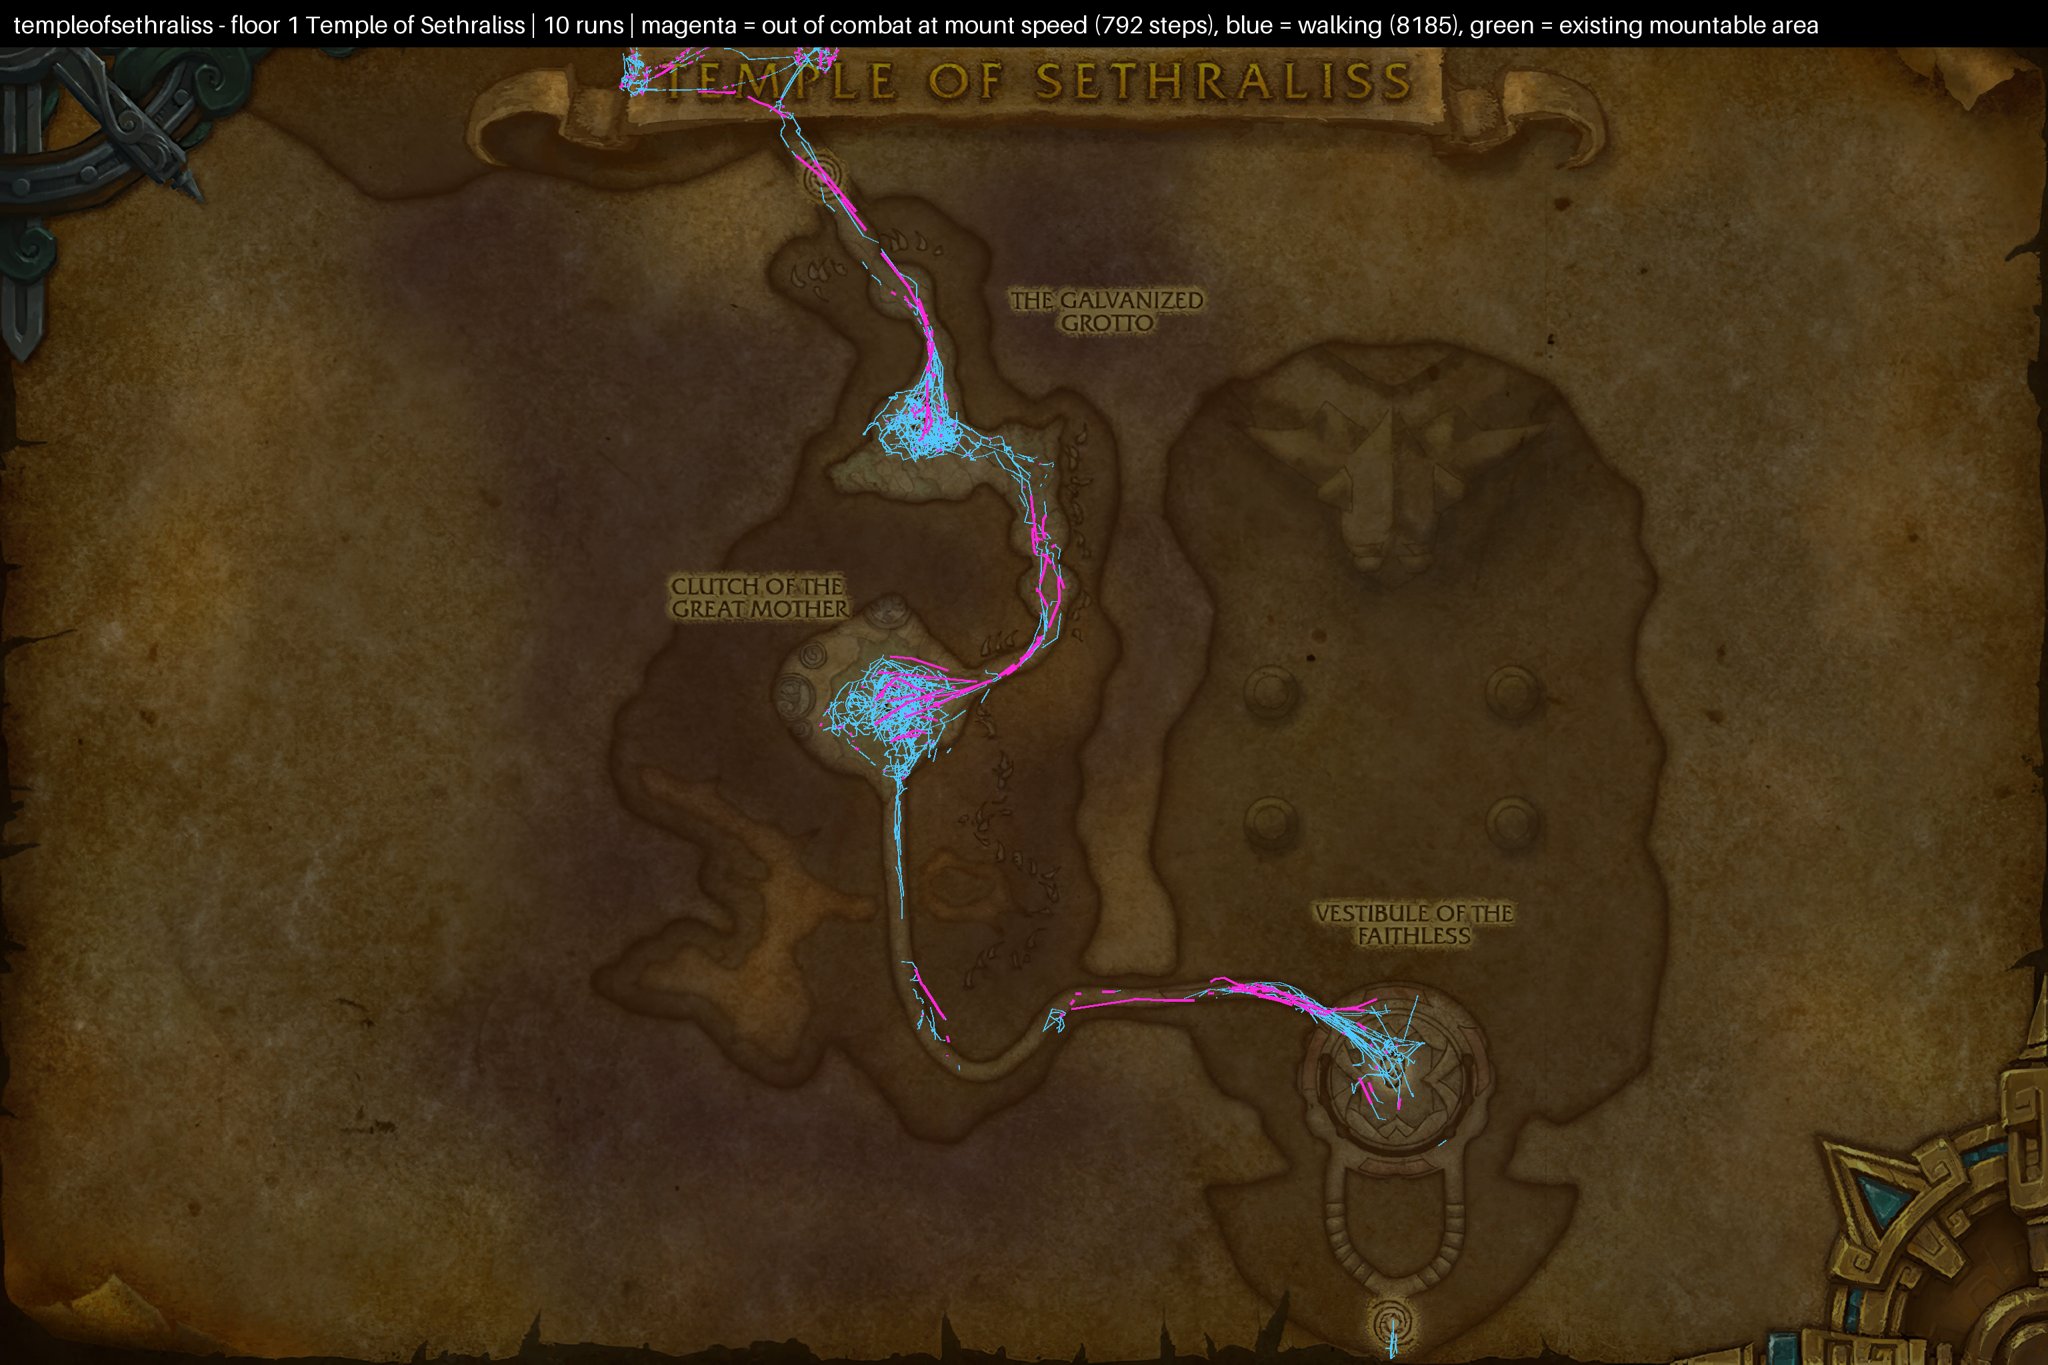 templeofsethraliss - floor 1 Temple of Sethraliss | 10 runs | magenta = out of combat at mount speed (792 steps), blue = walking (8185), green = existing mountable area
TEMPLE OF SETHRALISS
THE GALVANIZED
GROTTO
CLUTCH OF THE
GREAT MOTHER
VESTIBULE OF THE
FAITHLESS